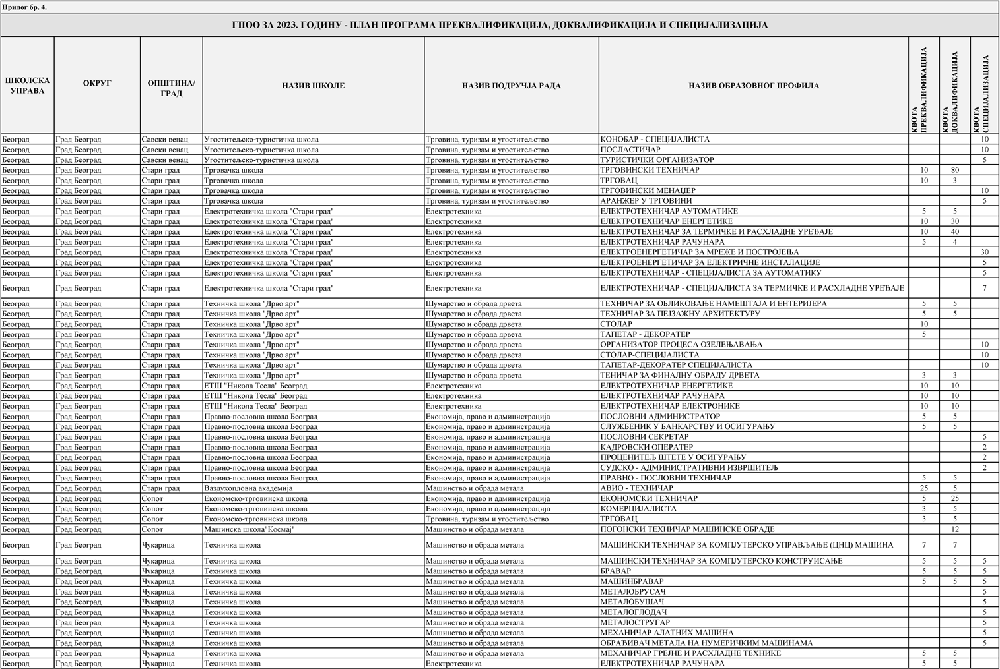 Прилог бр. 4.
ГПОО ЗА 2023. ГОДИНУ - ПЛАН ПРОГРАМА ПРЕКВАЛИФИКАЦИЈА, ДОКВАЛИФИКАЦИЈА И СПЕЦИЈАЛИЗАЦИЈА
ШКОЛСКА УПРАВА ОКРУГ ОПШТИНА/ ГРАД НАЗИВ ШКОЛЕ НАЗИВ ПОДРУЧЈА РАДА НАЗИВ ОБРАЗОВНОГ ПРОФИЛА КВОТА ПРЕКВАЛИФИКАЦИЈА КВОТА ДОКВАЛИФИКАЦИЈА КВОТА СПЕЦИЈАЛИЗАЦИЈА
Београд Град Београд Савски венац Угоститељско-туристичка школа Трговина, туризам и угоститељство КОНОБАР - СПЕЦИЈАЛИСТА 10
Београд Град Београд Савски венац Угоститељско-туристичка школа Трговина, туризам и угоститељство ПОСЛАСТИЧАР 10
Београд Град Београд Савски венац Угоститељско-туристичка школа Трговина, туризам и угоститељство ТУРИСТИЧКИ ОРГАНИЗАТОР 5
Београд Град Београд Стари град Трговачка школа Трговина, туризам и угоститељство ТРГОВИНСКИ ТЕХНИЧАР 10 80
Београд Град Београд Стари град Трговачка школа Трговина, туризам и угоститељство ТРГОВАЦ 10 3
Београд Град Београд Стари град Трговачка школа Трговина, туризам и угоститељство ТРГОВИНСКИ МЕНАЏЕР 10
Београд Град Београд Стари град Трговачка школа Трговина, туризам и угоститељство АРАНЖЕР У ТРГОВИНИ 5
Београд Град Београд Стари град Електротехничка школа "Стари град" Електротехника ЕЛЕКТРОТЕХНИЧАР АУТОМАТИКЕ 5 5
Београд Град Београд Стари град Електротехничка школа "Стари град" Електротехника ЕЛЕКТРОТЕХНИЧАР ЕНЕРГЕТИКЕ 10 30
Београд Град Београд Стари град Електротехничка школа "Стари град" Електротехника ЕЛЕКТРОТЕХНИЧАР ЗА ТЕРМИЧКЕ И РАСХЛАДНЕ УРЕЂАЈЕ 10 40
Београд Град Београд Стари град Електротехничка школа "Стари град" Електротехника ЕЛЕКТРОТЕХНИЧАР РАЧУНАРА 5 4
Београд Град Београд Стари град Електротехничка школа "Стари град" Електротехника ЕЛЕКТРОЕНЕРГЕТИЧАР ЗА МРЕЖЕ И ПОСТРОЈЕЊА 30
Београд Град Београд Стари град Електротехничка школа "Стари град" Електротехника ЕЛЕКТРОЕНЕРГЕТИЧАР ЗА ЕЛЕКТРИЧНЕ ИНСТАЛАЦИЈЕ 5
Београд Град Београд Стари град Електротехничка школа "Стари град" Електротехника ЕЛЕКТРОТЕХНИЧАР - СПЕЦИЈАЛИСТА ЗА АУТОМАТИКУ 5
Београд Град Београд Стари град Електротехничка школа "Стари град" Електротехника ЕЛЕКТРОТЕХНИЧАР - СПЕЦИЈАЛИСТА ЗА ТЕРМИЧКЕ И РАСХЛАДНЕ УРЕЂАЈЕ 7
Београд Град Београд Стари град Техничка школа "Дрво арт" Шумарство и обрада дрвета ТЕХНИЧАР ЗА ОБЛИКОВАЊЕ НАМЕШТАЈА И ЕНТЕРИЈЕРА 5 5
Београд Град Београд Стари град Техничка школа "Дрво арт" Шумарство и обрада дрвета ТЕХНИЧАР ЗА ПЕЈЗАЖНУ АРХИТЕКТУРУ 5 5
Београд Град Београд Стари град Техничка школа "Дрво арт" Шумарство и обрада дрвета СТОЛАР 10
Београд Град Београд Стари град Техничка школа "Дрво арт" Шумарство и обрада дрвета ТАПЕТАР - ДЕКОРАТЕР 5
Београд Град Београд Стари град Техничка школа "Дрво арт" Шумарство и обрада дрвета ОРГАНИЗАТОР ПРОЦЕСА ОЗЕЛЕЊАВАЊА 10
Београд Град Београд Стари град Техничка школа "Дрво арт" Шумарство и обрада дрвета СТОЛАР-СПЕЦИЈАЛИСТА 10
Београд Град Београд Стари град Техничка школа "Дрво арт" Шумарство и обрада дрвета ТАПЕТАР-ДЕКОРАТЕР СПЕЦИЈАЛИСТА 10
Београд Град Београд Стари град Техничка школа "Дрво арт" Шумарство и обрада дрвета ТЕНИЧАР ЗА ФИНАЛНУ ОБРАДУ ДРВЕТА 3 3
Београд Град Београд Стари град ЕТШ "Никола Тесла" Београд Електротехника ЕЛЕКТРОТЕХНИЧАР ЕНЕРГЕТИКЕ 10 10
Београд Град Београд Стари град ЕТШ "Никола Тесла" Београд Електротехника ЕЛЕКТРОТЕХНИЧАР РАЧУНАРА 10 10
Београд Град Београд Стари град ЕТШ "Никола Тесла" Београд Електротехника ЕЛЕКТРОТЕХНИЧАР ЕЛЕКТРОНИКЕ 10 10
Београд Град Београд Стари град Правно-пословна школа Београд Економија, право и администрација ПОСЛОВНИ АДМИНИСТРАТОР 5 5
Београд Град Београд Стари град Правно-пословна школа Београд Економија, право и администрација СЛУЖБЕНИК У БАНКАРСТВУ И ОСИГУРАЊУ 5 5
Београд Град Београд Стари град Правно-пословна школа Београд Економија, право и администрација ПОСЛОВНИ СЕКРЕТАР 5
Београд Град Београд Стари град Правно-пословна школа Београд Економија, право и администрација КАДРОВСКИ ОПЕРАТЕР 2
Београд Град Београд Стари град Правно-пословна школа Београд Економија, право и администрација ПРОЦЕНИТЕЉ ШТЕТЕ У ОСИГУРАЊУ 2
Београд Град Београд Стари град Правно-пословна школа Београд Економија, право и администрација СУДСКО - АДМИНИСТРАТИВНИ ИЗВРШИТЕЉ 2
Београд Град Београд Стари град Правно-пословна школа Београд Економија, право и администрација ПРАВНО - ПОСЛОВНИ ТЕХНИЧАР 5 5
Београд Град Београд Стари град Ваздухопловна академија Машинство и обрада метала АВИО - ТЕХНИЧАР 25 5
Београд Град Београд Сопот Економско-трговинска школа Економија, право и администрација ЕКОНОМСКИ ТЕХНИЧАР 5 25
Београд Град Београд Сопот Економско-трговинска школа Економија, право и администрација КОМЕРЦИЈАЛИСТА 3 5
Београд Град Београд Сопот Економско-трговинска школа Трговина, туризам и угоститељство ТРГОВАЦ 3 5
Београд Град Београд Сопот Машинска школа"Космај" Машинство и обрада метала ПОГОНСКИ ТЕХНИЧАР МАШИНСКЕ ОБРАДЕ 12
Београд Град Београд Чукарица Техничка школа Машинство и обрада метала МАШИНСКИ ТЕХНИЧАР ЗА КОМПЈУТЕРСКО УПРАВЉАЊЕ (ЦНЦ) МАШИНА 7 7
Београд Град Београд Чукарица Техничка школа Машинство и обрада метала МАШИНСКИ ТЕХНИЧАР ЗА КОМПЈУТЕРСКО КОНСТРУИСАЊЕ 5 5 5
Београд Град Београд Чукарица Техничка школа Машинство и обрада метала БРАВАР 5 5 5
Београд Град Београд Чукарица Техничка школа Машинство и обрада метала МАШИНБРАВАР 5 5 5
Београд Град Београд Чукарица Техничка школа Машинство и обрада метала МЕТАЛОБРУСАЧ 5
Београд Град Београд Чукарица Техничка школа Машинство и обрада метала МЕТАЛОБУШАЧ 5
Београд Град Београд Чукарица Техничка школа Машинство и обрада метала МЕТАЛОГЛОДАЧ 5
Београд Град Београд Чукарица Техничка школа Машинство и обрада метала МЕТАЛОСТРУГАР 5
Београд Град Београд Чукарица Техничка школа Машинство и обрада метала МЕХАНИЧАР АЛАТНИХ МАШИНА 5
Београд Град Београд Чукарица Техничка школа Машинство и обрада метала ОБРАЂИВАЧ МЕТАЛА НА НУМЕРИЧКИМ МАШИНАМА 5
Београд Град Београд Чукарица Техничка школа Машинство и обрада метала МЕХАНИЧАР ГРЕЈНЕ И РАСХЛАДНЕ ТЕХНИКЕ 5 5
Београд Град Београд Чукарица Техничка школа Електротехника ЕЛЕКТРОТЕХНИЧАР РАЧУНАРА 5 5